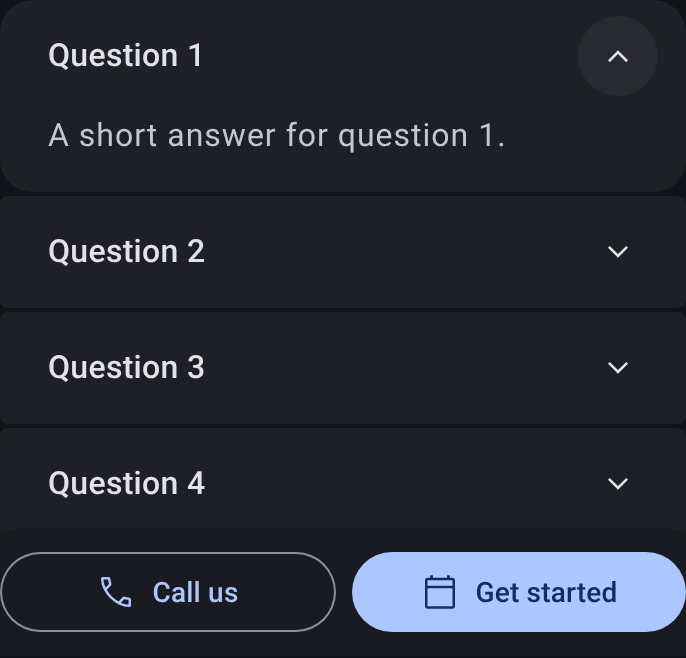 Question 1
A short answer for question 1.
Question 2
Question 3
Question 4
Call us
Get started